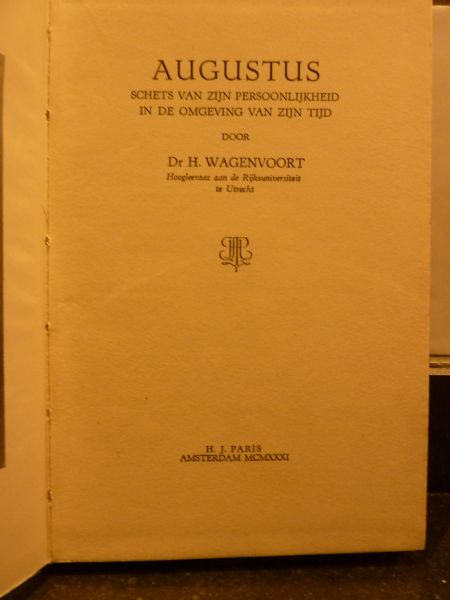 AUGUSTUS
SCHETS VAN ZIJN PERSOONLIJKHEID
IN DE OMGEVING VAN ZIJN TIJD
DOOR
Dr H. WAGENVOORT
Hoogleeraar aan de Rijksuniversiteit
te Utrecht
H. J. PARIS
AMSTERDAM MCMXXXI